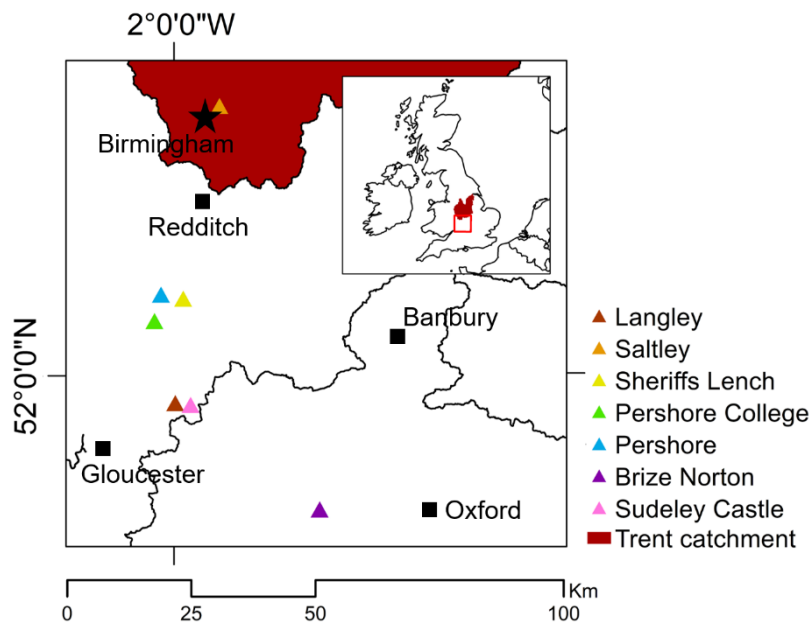 2°0'0"W
Birmingham
Redditch
Banbury
52°0'0"N
Gloucester
Oxford
Langley
Saltley
Sheriffs Lench
Pershore College
Pershore
Brize Norton
Sudeley Castle
Trent catchment
Km
0 25 50 100